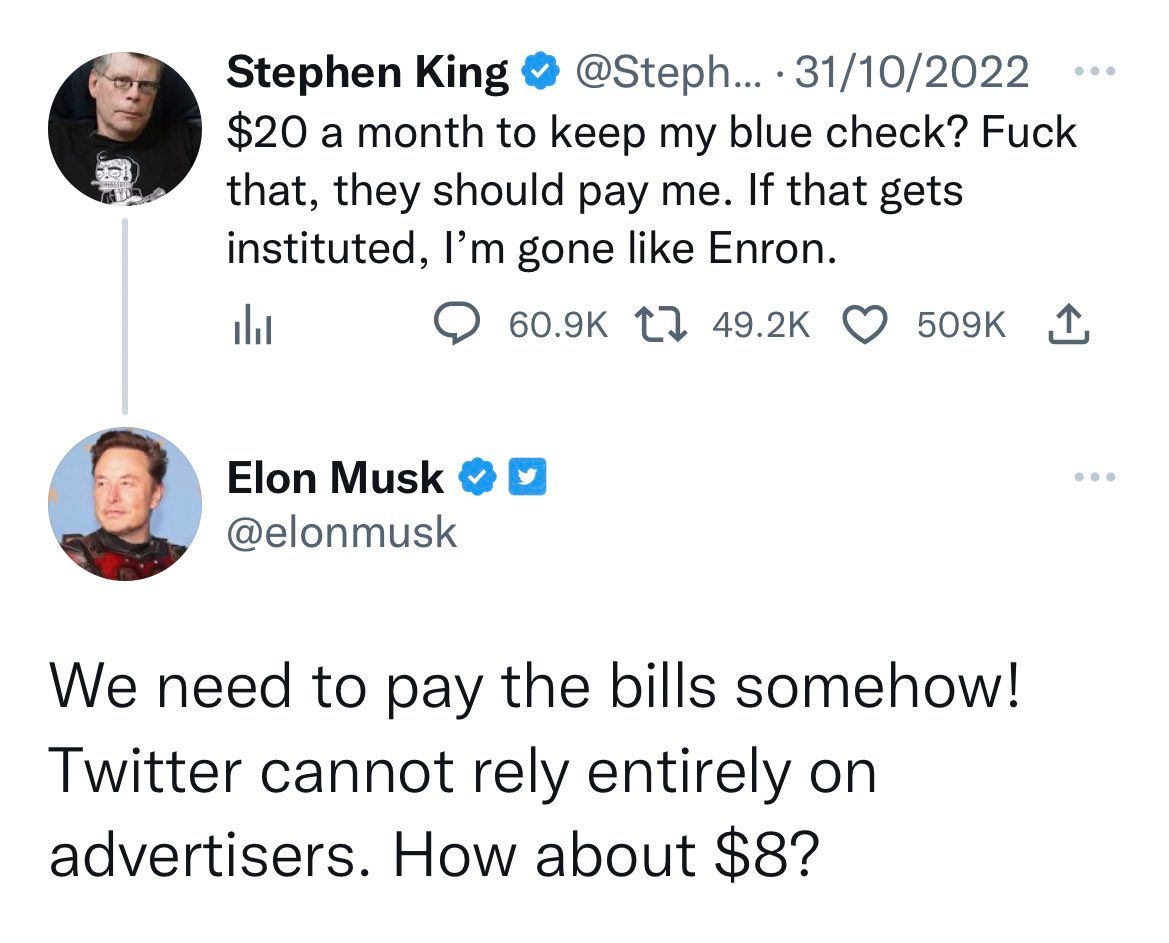 Stephen King @Steph... · 31/10/2022
$20 a month to keep my blue check? Fuck
that, they should pay me. If that gets
instituted, I’m gone like Enron.
60.9K 49.2K 509K
Elon Musk
@elonmusk
We need to pay the bills somehow!
Twitter cannot rely entirely on
advertisers. How about $8?